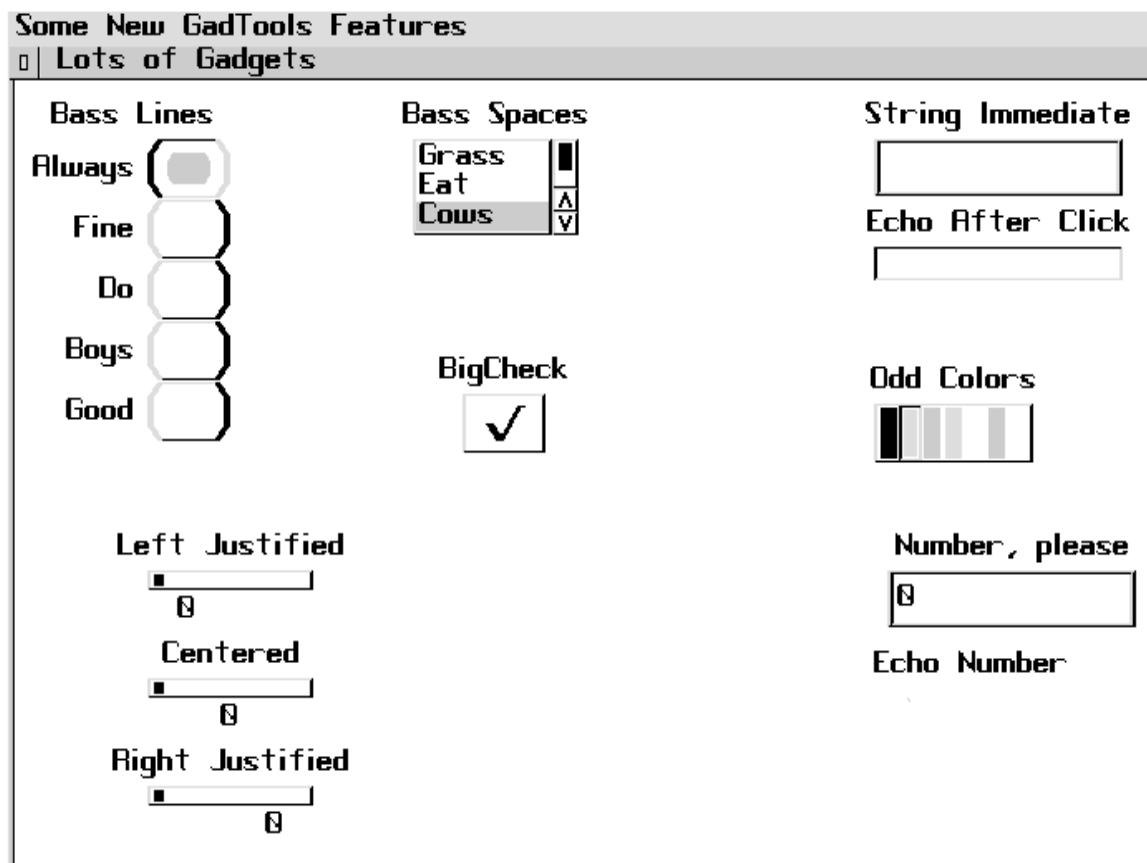 Some New GadTools Features
Lots of Gadgets
Bass Lines
Always
Fine
Do
Boys
Good
Bass Spaces
Grass
Eat
Cows
String Immediate
Echo After Click
BigCheck
Odd Colors
Left Justified
0
Centered
0
Right Justified
0
Number, please
0
Echo Number